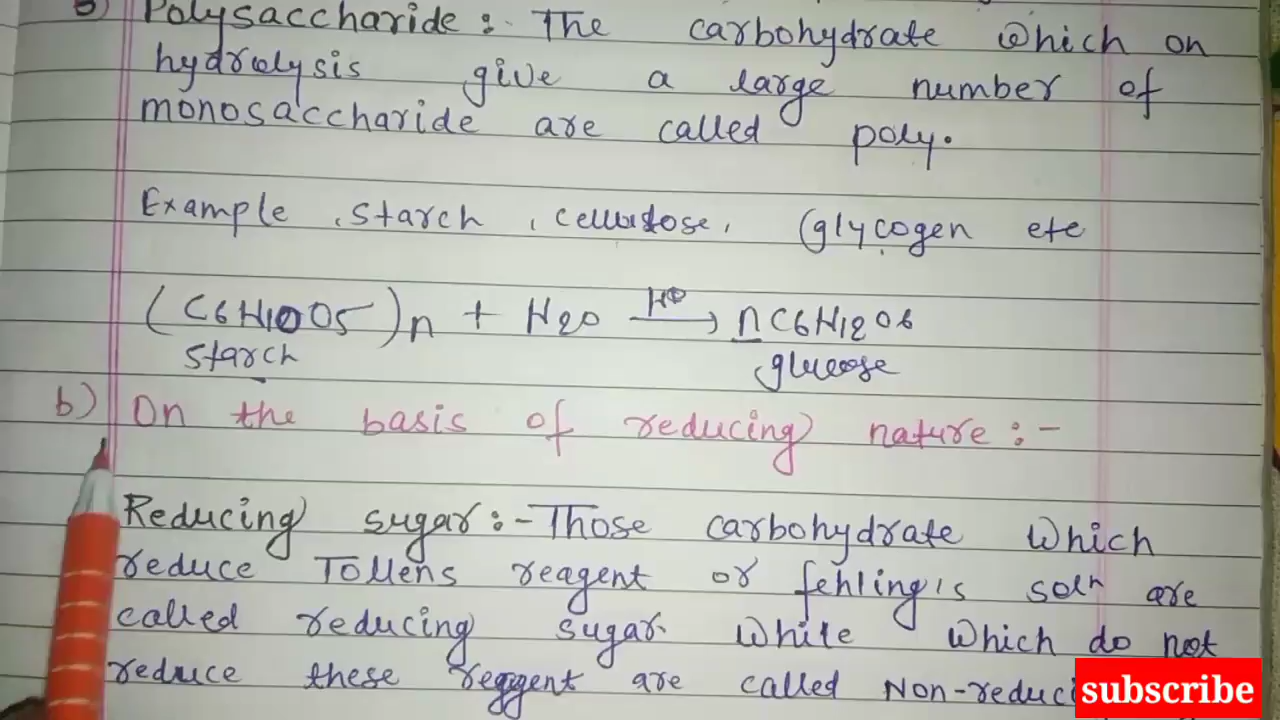 Polysaccharide :- The carbohydrate which on
hydrolysis give a large number of
monosaccharide are called poly.
Example , starch , cellulose, glycogen etc
(C6H10O5)n + H2O H⊕ → nC6H12O6
starch glucose
b) On the basis of reducing nature :-
Reducing sugar :- Those carbohydrate which
reduce Tollens reagent or fehling's soln are
called reducing sugar. While which do not
reduce these reagent are called Non-reduci
subscribe